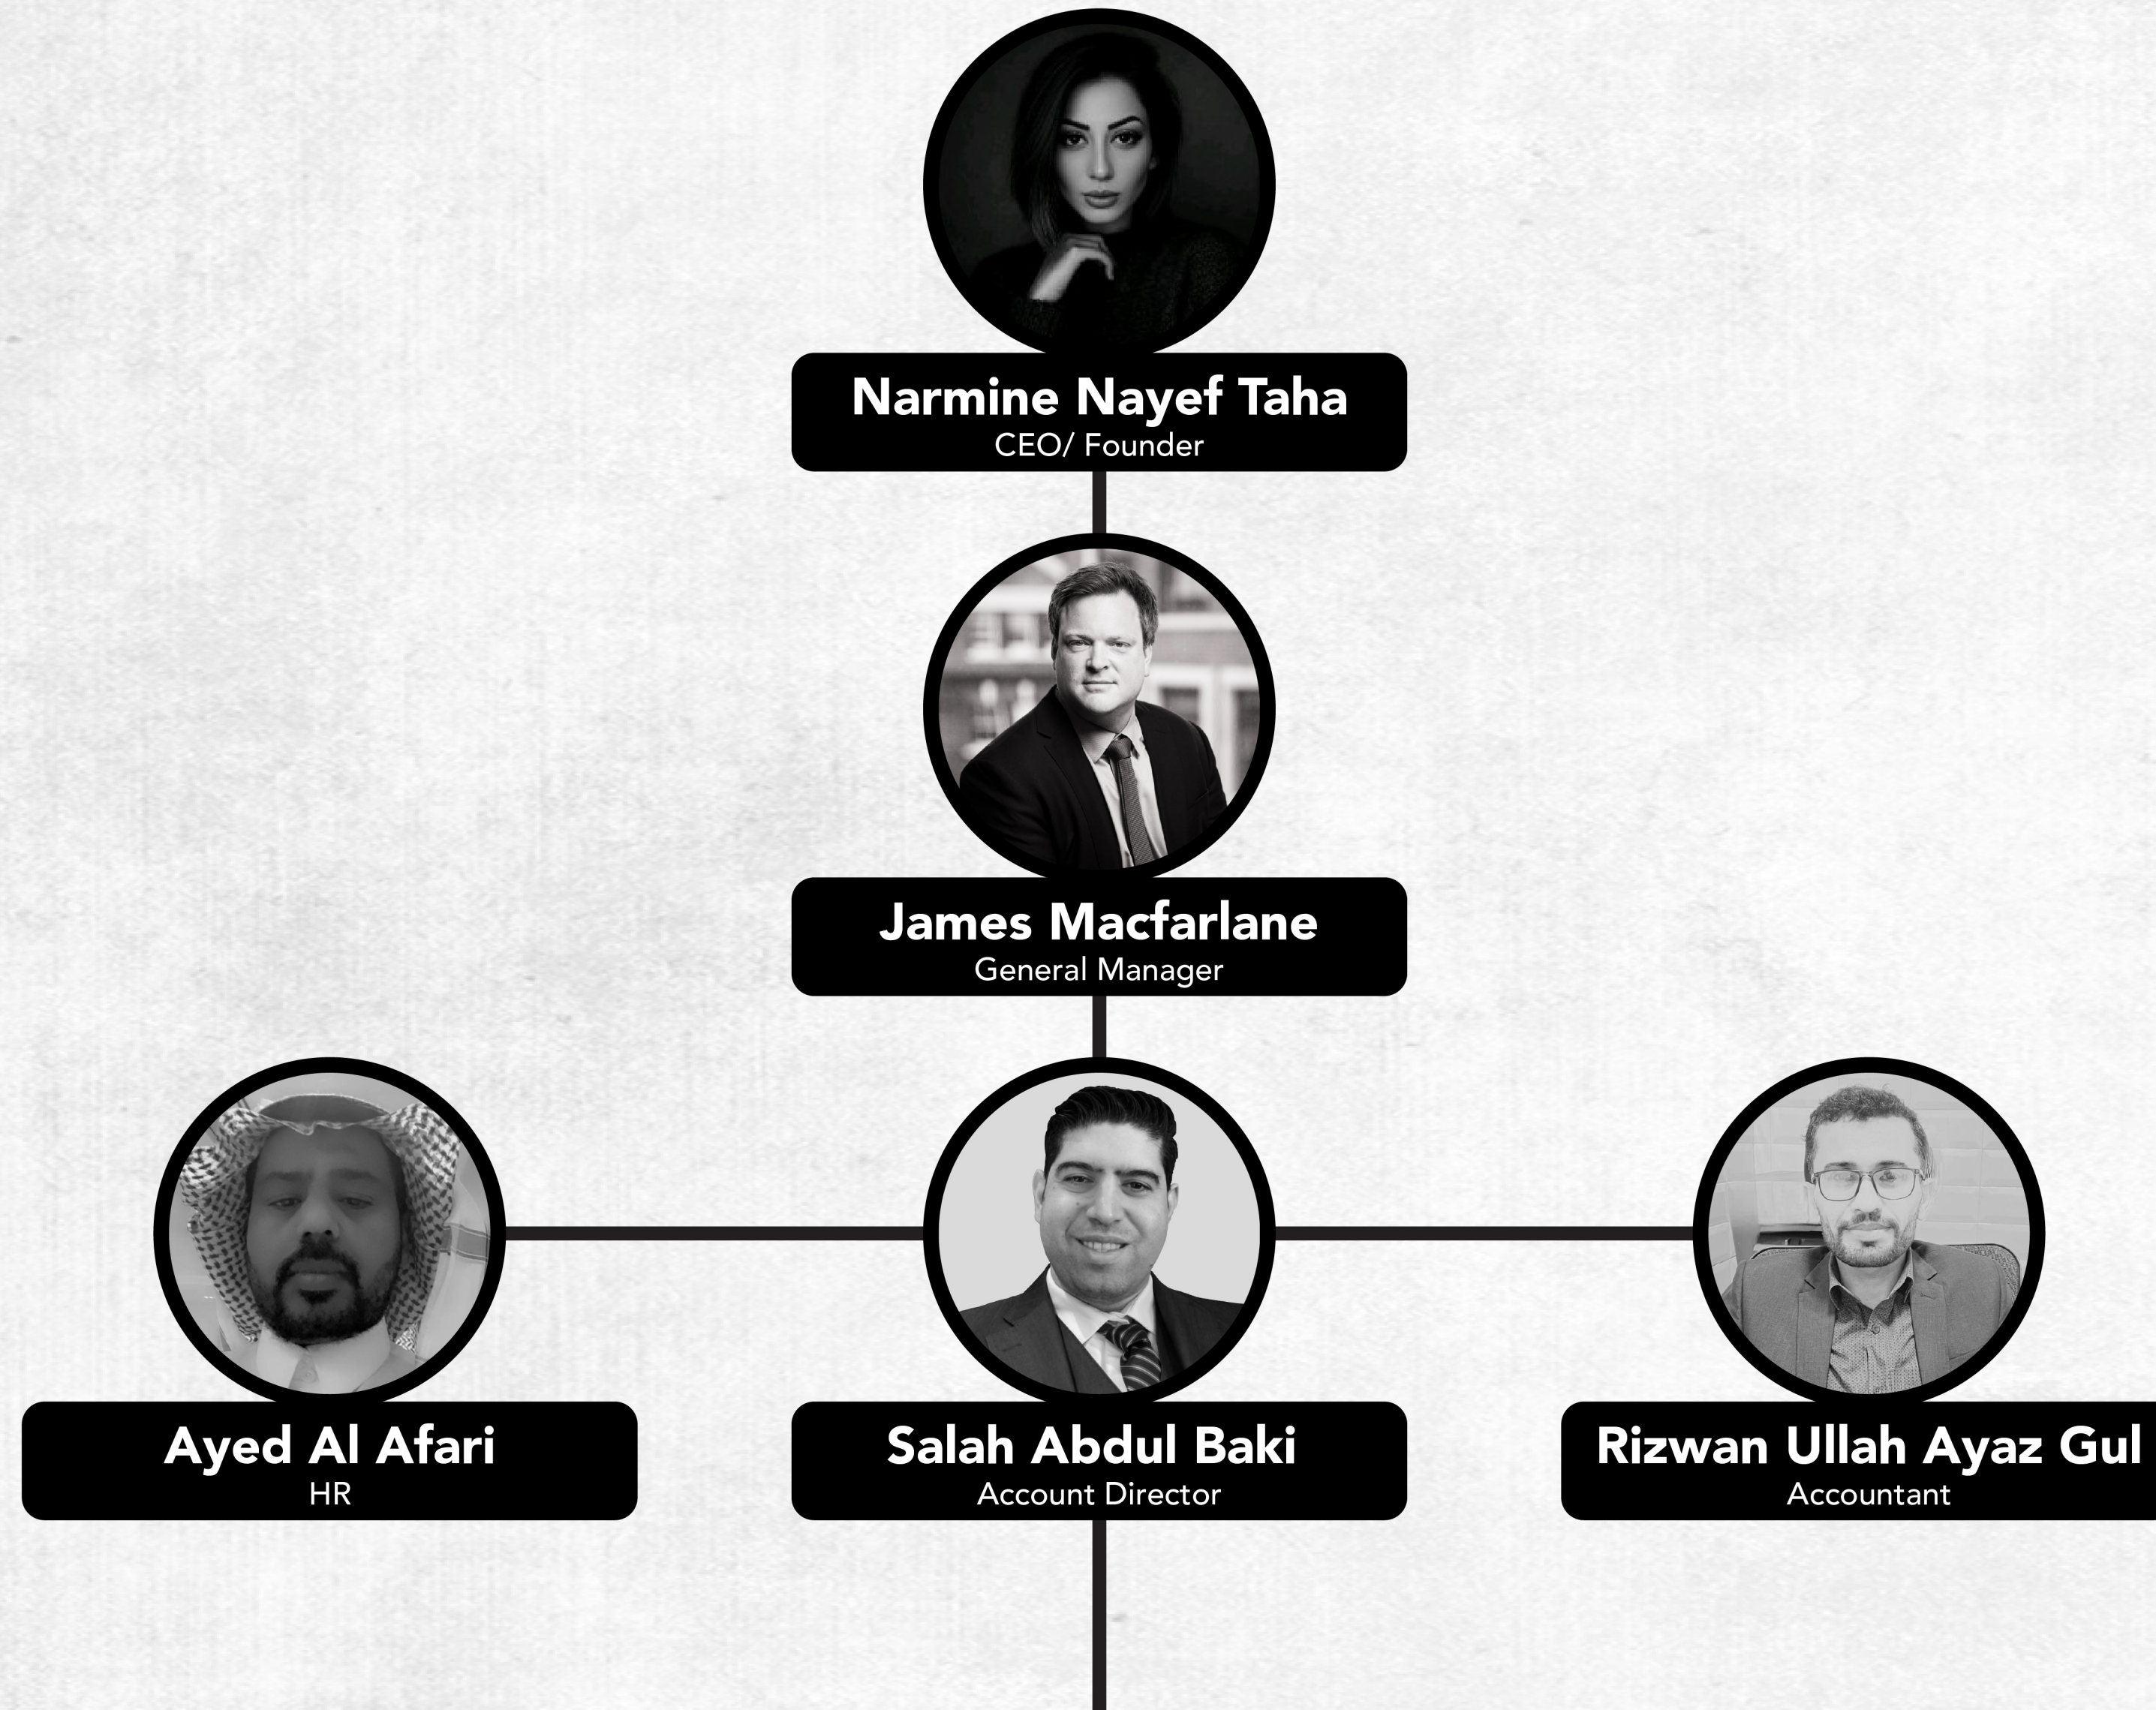 Narmine Nayef Taha
CEO/ Founder
James Macfarlane
General Manager
Ayed Al Afari
HR
Salah Abdul Baki
Account Director
Rizwan Ullah Ayaz Gul
Accountant